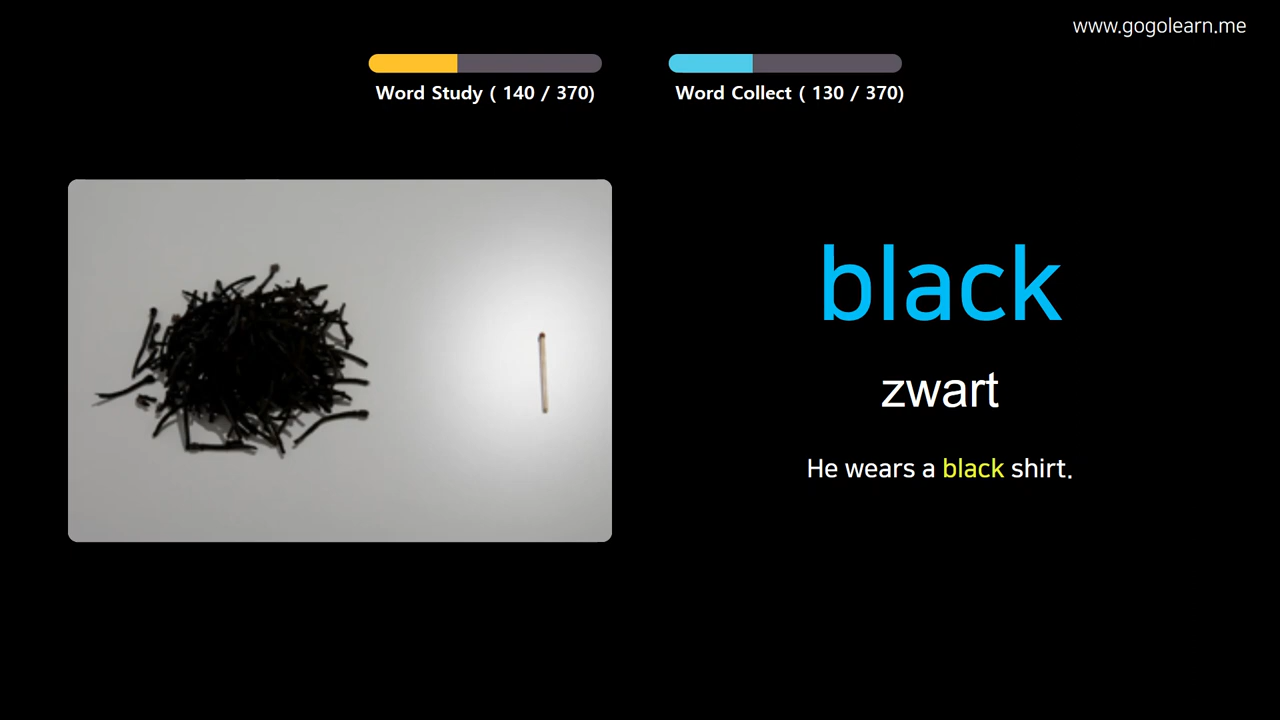 www.gogolearn.me
Word Study ( 140 / 370)
Word Collect ( 130 / 370)
black
zwart
He wears a black shirt.